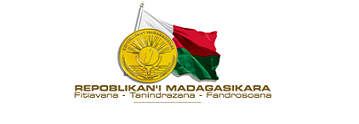 REPOBLIKAN'I MADAGASIKARA
Fitiavana - Tanindrazana - Fandrosoana